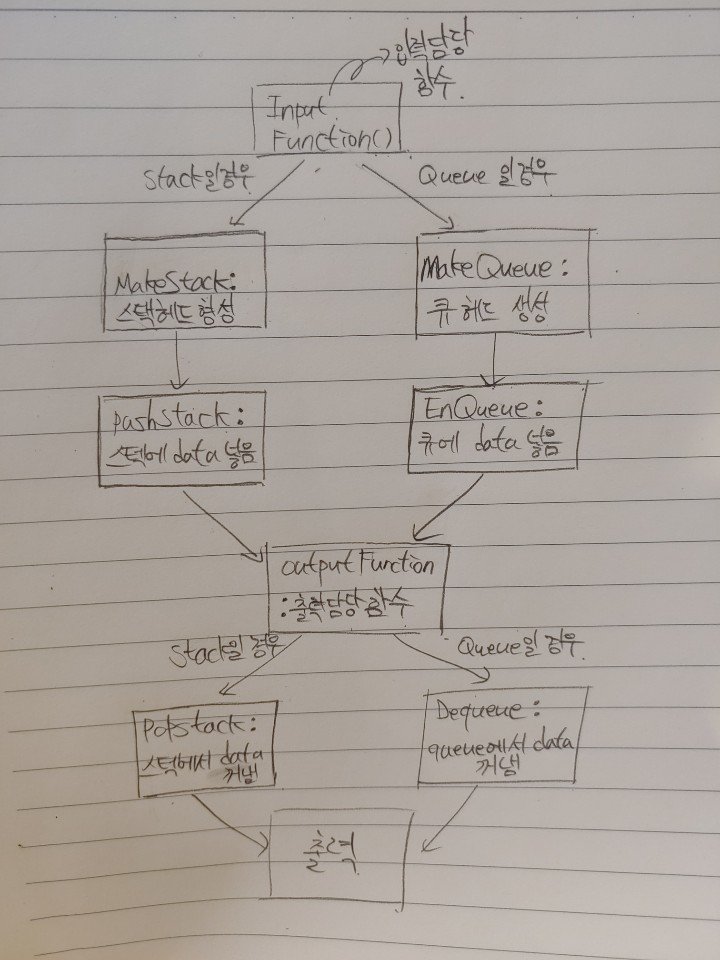 입력담당
함수
Input
Function()
Stack일경우
Queue 일경우
MakeStack:
스택헤드 형성
MakeQueue:
큐 헤드 생성
PushStack:
스택에 data 넣음
EnQueue:
큐에 data 넣음
outputFunction
:출력담당 함수
Stack일 경우
Queue일 경우
PopStack:
스택에서 data
꺼냄
Dequeue:
queue에서 data
꺼냄
출력